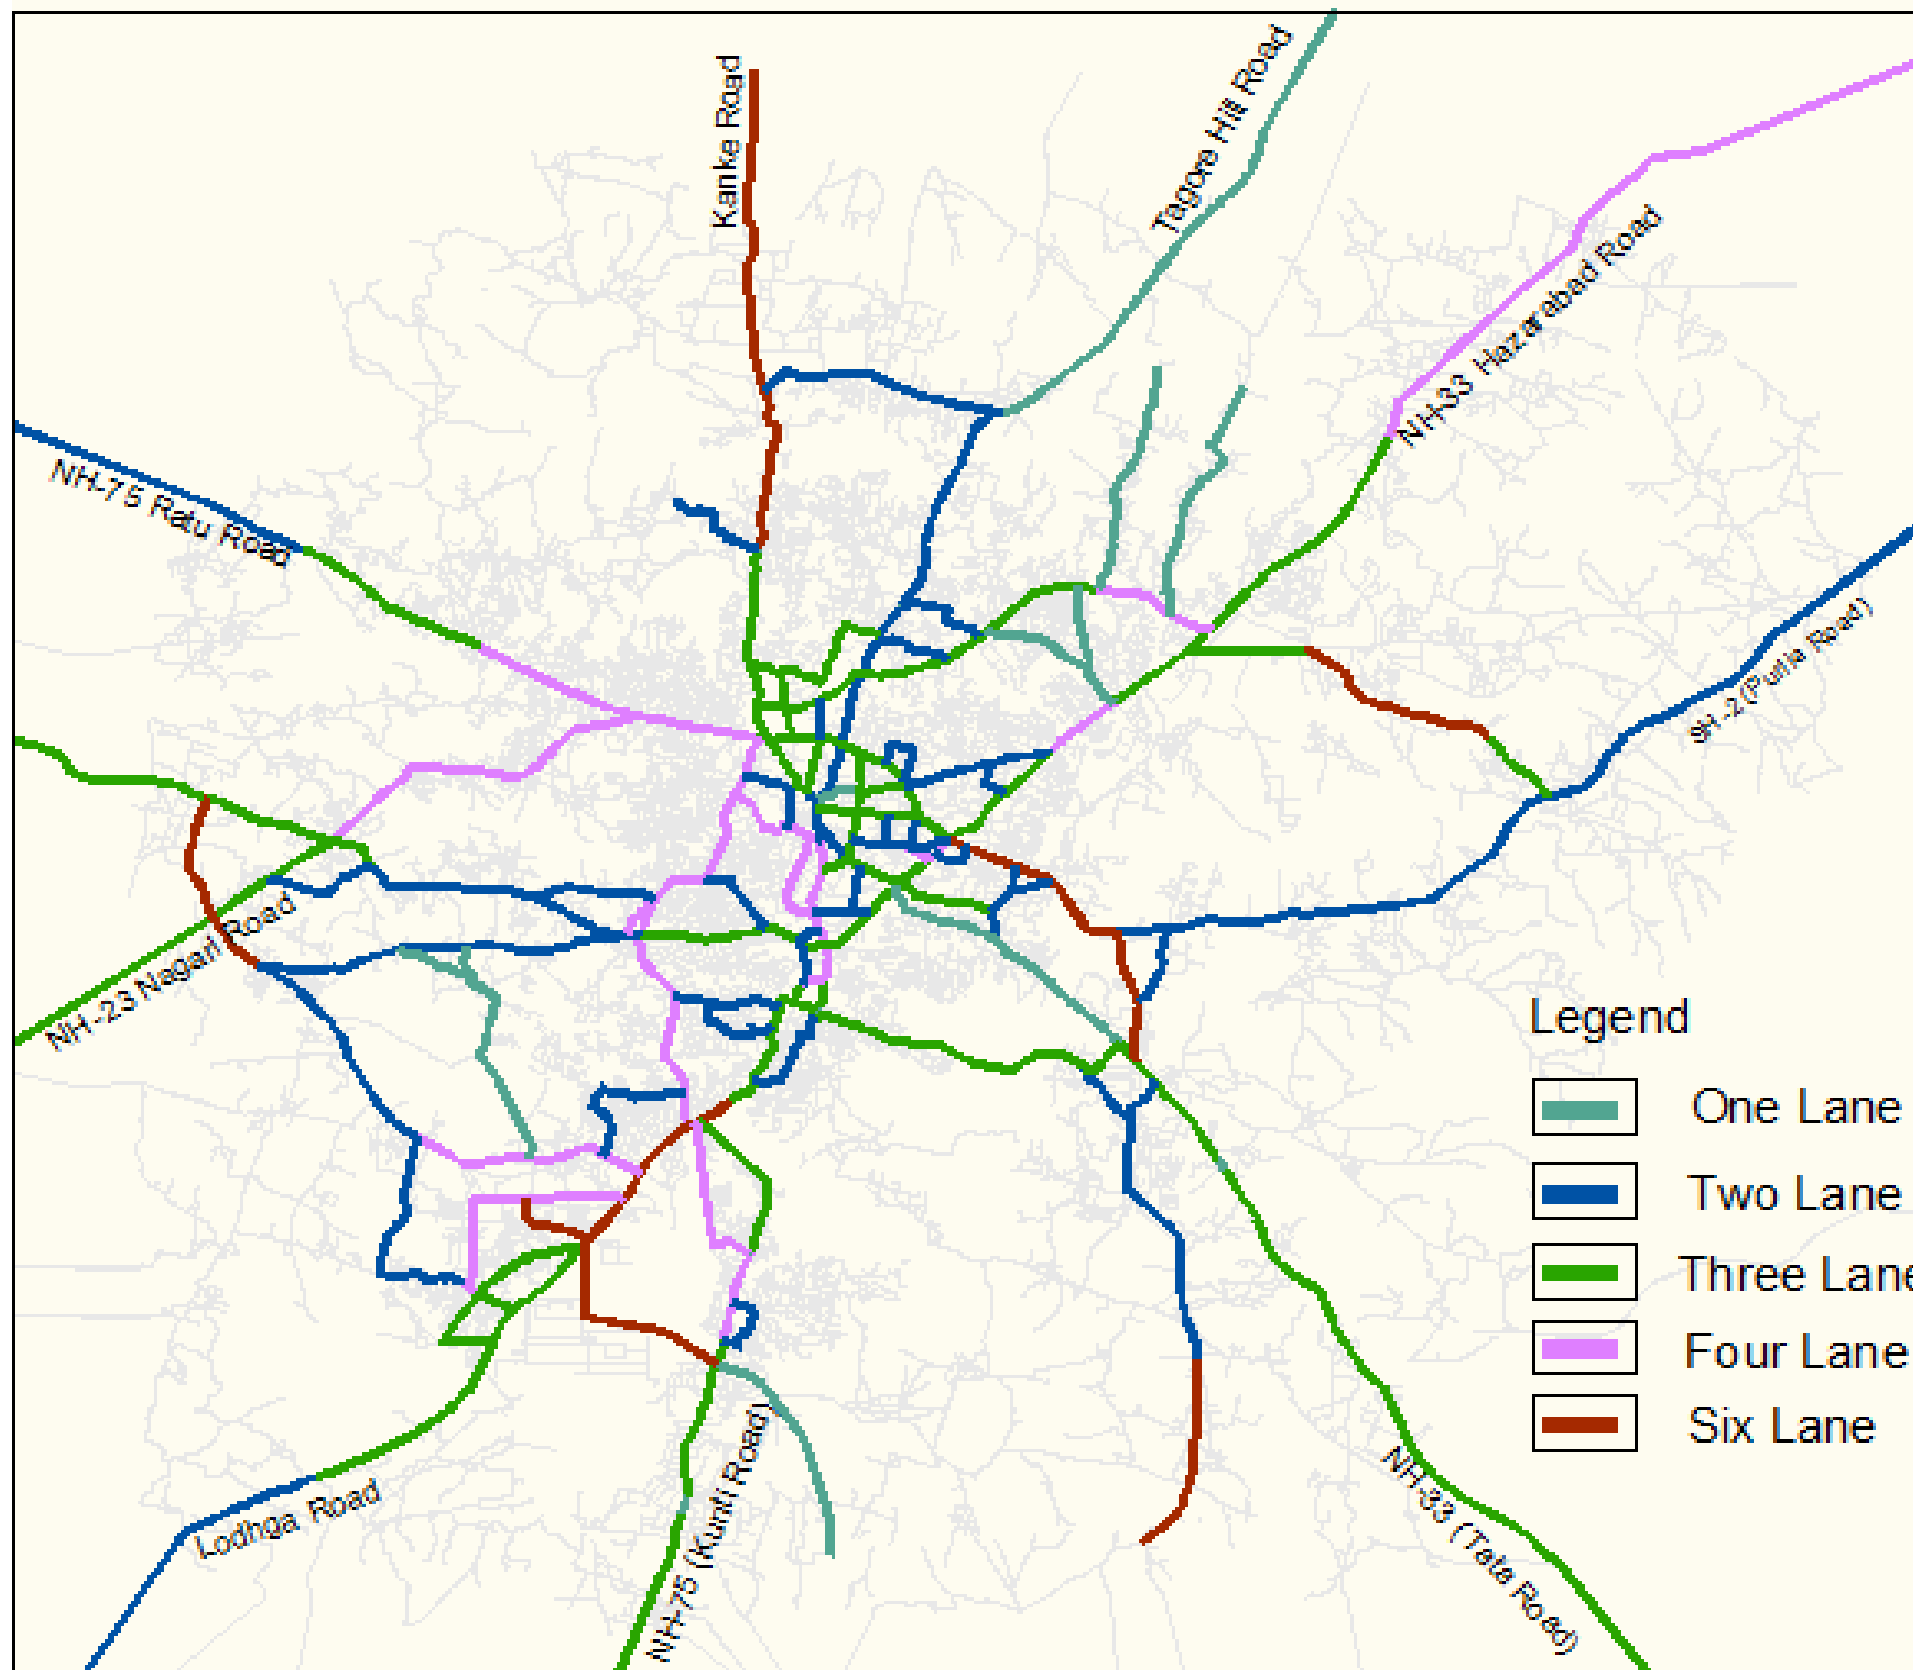 Kanke Road
Tagore Hill Road
NH-33 Hazarabad Road
NH-75 Ratu Road
SH -2 (Purlia Road)
NH -23 Nagari Road
Legend
One Lane
Two Lane
Three Lane
Four Lane
Six Lane
Lodhga Road
NH-75 (Kunti Road)
NH-33 (Tata Road)